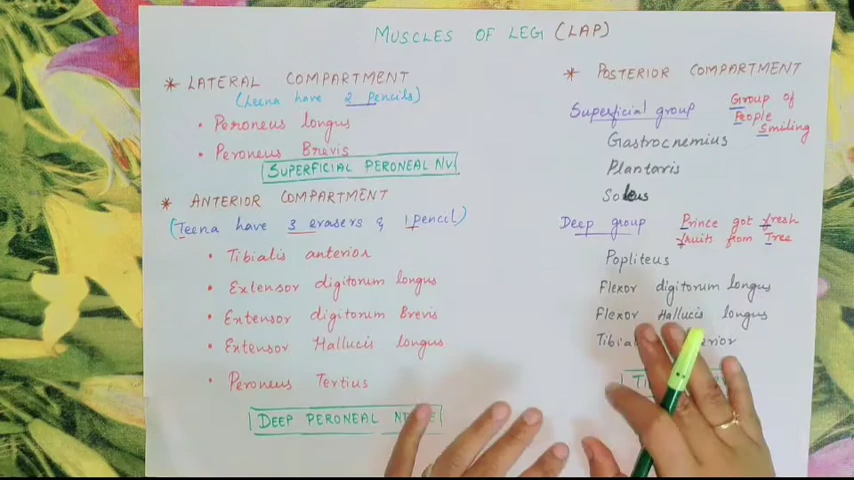 MUSCLES OF LEG (LAP)
* LATERAL COMPARTMENT
(Leena have 2 pencils)
• Peroneus longus
• Peroneus Brevis
SUPERFICIAL PERONEAL NV
* ANTERIOR COMPARTMENT
(Teena have 3 erasers & 1 pencil)
• Tibialis anterior
• Extensor digitorum longus
• Extensor digitorum Brevis
• Extensor Hallucis longus
• Peroneus Tertius
DEEP PERONEAL
* POSTERIOR COMPARTMENT
Superficial group
Group of
People
Smiling
Gastrocnemius
Plantaris
Soleus
Deep group
Prince got fresh
fruits from Tree
Popliteus
Flexor digitorum longus
Flexor Hallucis longus